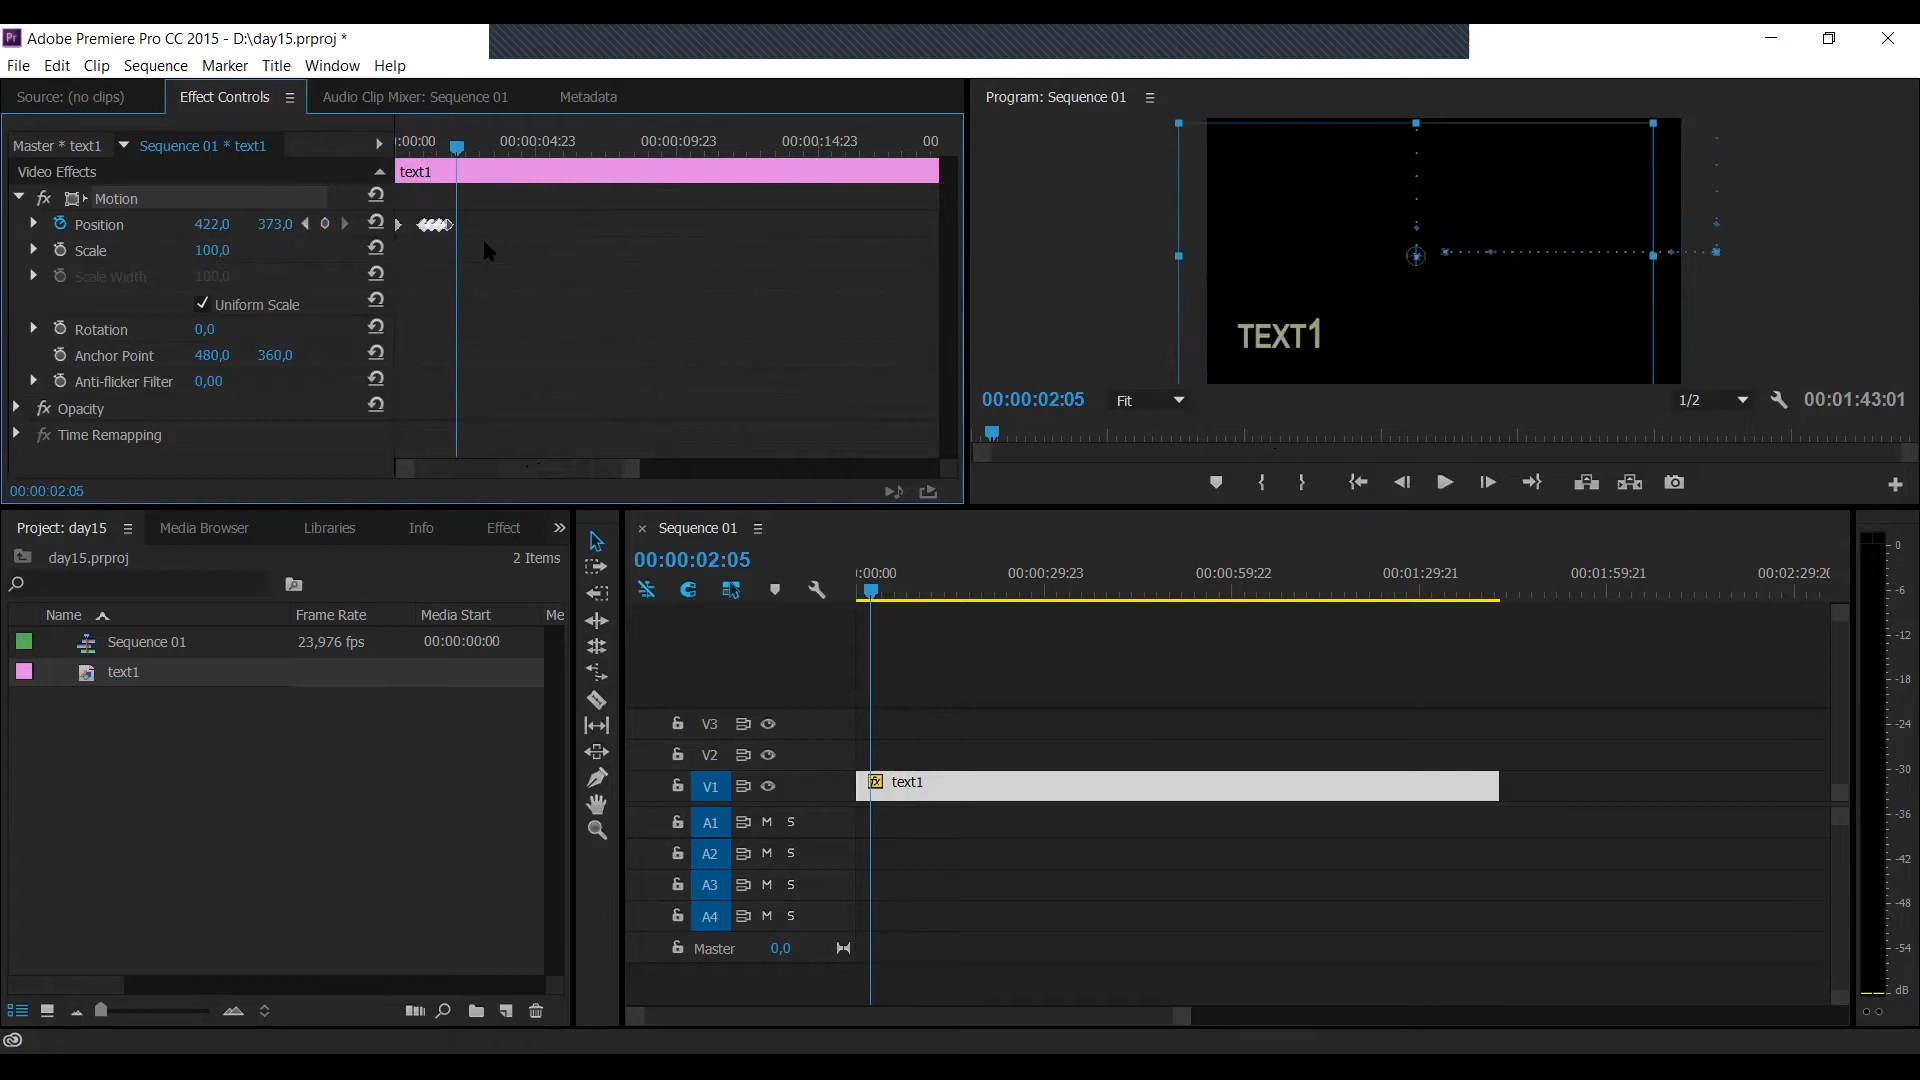 Pr Adobe Premiere Pro CC 2015 - D:\day15.prproj *
File Edit Clip Sequence Marker Title Window Help
Source: (no clips) Effect Controls Audio Clip Mixer: Sequence 01 Metadata
Program: Sequence 01
Master * text1 Sequence 01 * text1
:00:00 00:00:04:23 00:00:09:23 00:00:14:23 00
Video Effects
text1
fx Motion
Position 422,0 373,0
Scale 100,0
Scale Width 100,0
Uniform Scale
Rotation 0,0
Anchor Point 480,0 360,0
Anti-flicker Filter 0,00
fx Opacity
fx Time Remapping
00:00:02:05
TEXT1
00:00:02:05 Fit 1/2 00:01:43:01
Project: day15 Media Browser Libraries Info Effect
day15.prproj 2 Items
Name Frame Rate Media Start Me
Sequence 01 23,976 fps 00:00:00:00
text1
× Sequence 01
00:00:02:05
:00:00 00:00:29:23 00:00:59:22 00:01:29:21 00:01:59:21 00:02:29:20
V3
V2
V1 fx text1
A1 M S
A2 M S
A3 M S
A4 M S
Master 0,0
0
-6
-12
-18
-24
-30
-36
-42
-48
-54
dB